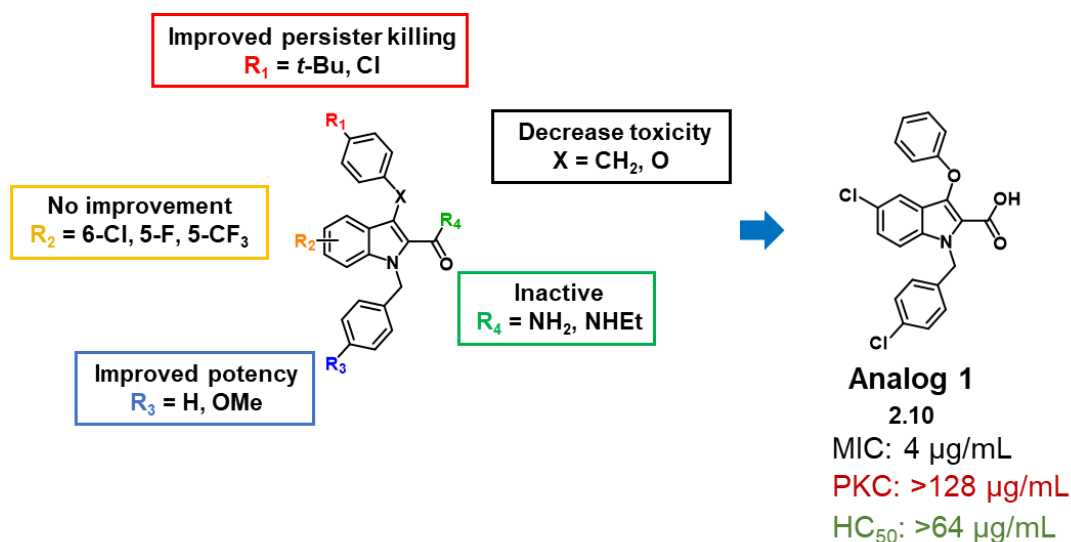 Improved persister killing
R₁ = t-Bu, Cl
Decrease toxicity
X = CH₂, O
No improvement
R₂ = 6-Cl, 5-F, 5-CF₃
Inactive
R₄ = NH₂, NHEt
Improved potency
R₃ = H, OMe
R₁
X
R₄
R₂
N
O
R₃
O
Cl
OH
N
O
Cl
Analog 1
2.10
MIC: 4 µg/mL
PKC: >128 µg/mL
HC₅₀: >64 µg/mL